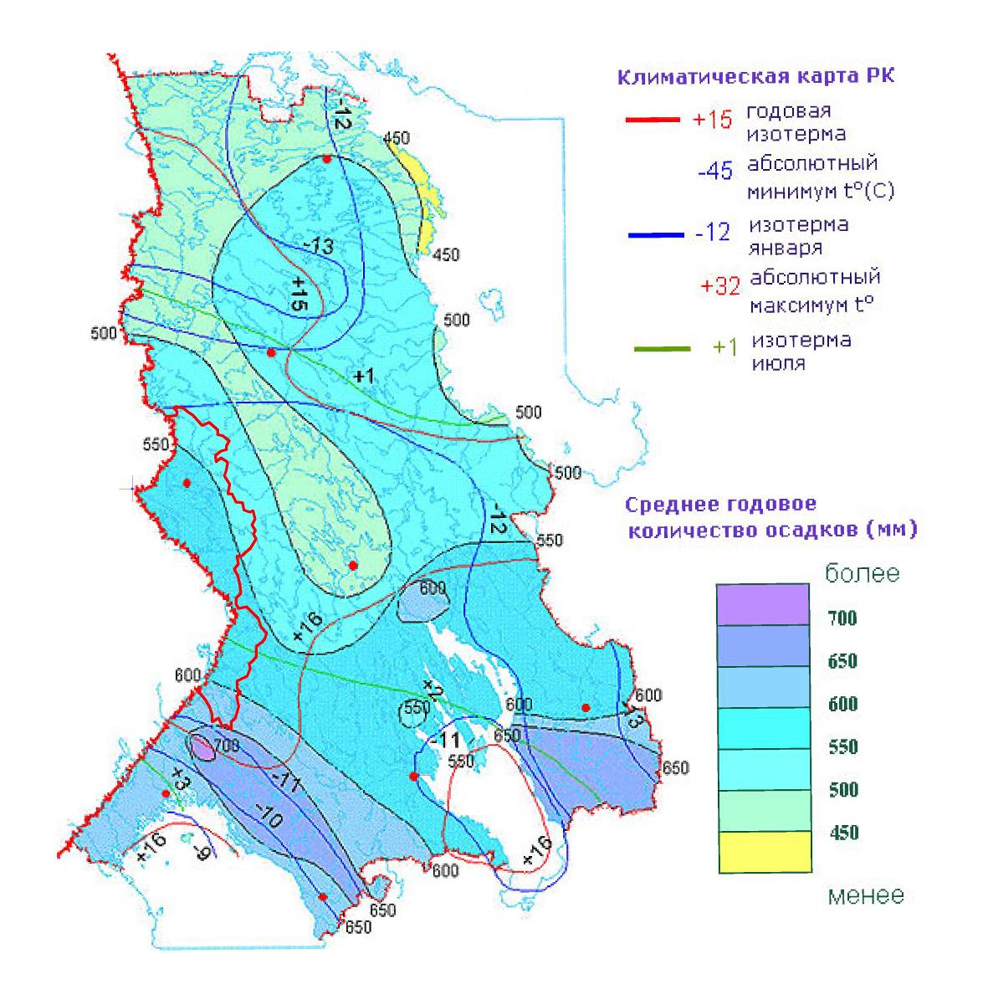 Климатическая карта РК
+15 годовая
изотерма
-45 абсолютный
минимум tº(C)
-12 изотерма
января
+32 абсолютный
максимум tº
+1 изотерма
июля
Среднее годовое
количество осадков (мм)
более
700
650
600
550
500
450
менее
-12
450
-13
450
+15
500
500
+1
500
550
500
-12
550
600
+16
600
+2
550
600
600
-13
650
-11
550
700
650
+3
-11
-10
+16
-9
+16
600
650
650